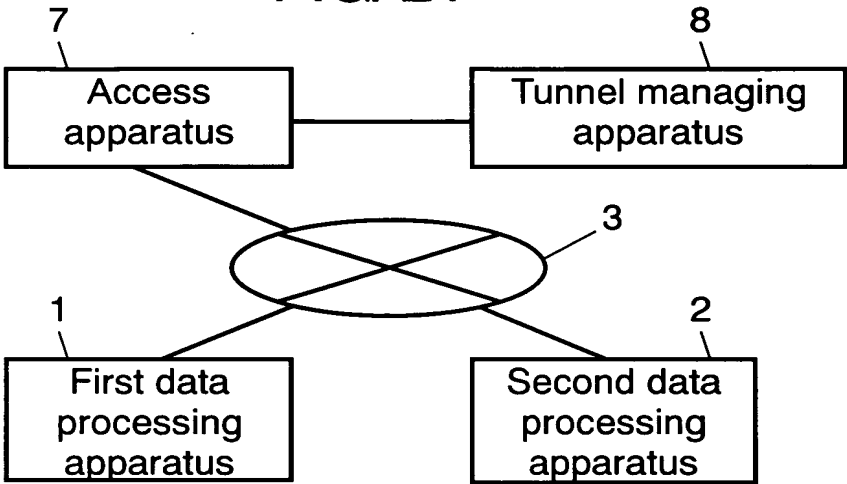 7
8
Access
apparatus
Tunnel managing
apparatus
3
1
2
First data
processing
apparatus
Second data
processing
apparatus